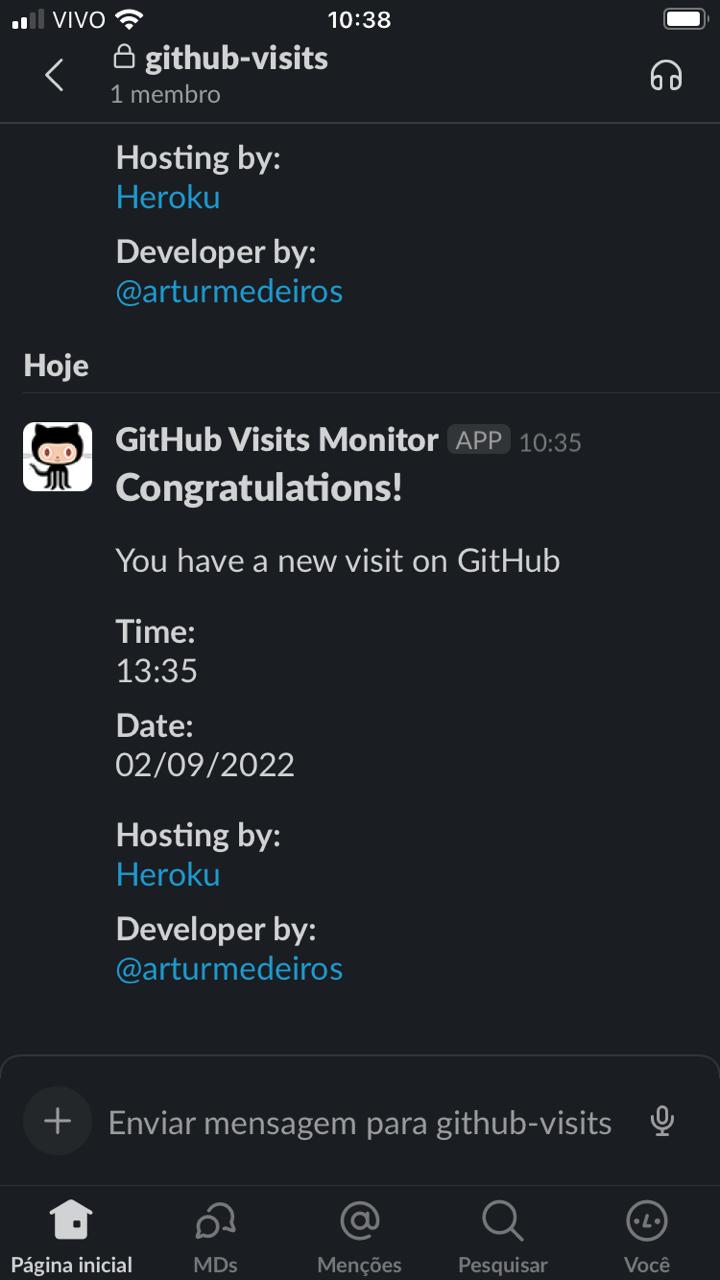 VIVO 10:38
github-visits
1 membro
Hosting by:
Heroku
Developer by:
@arturmedeiros
Hoje
GitHub Visits Monitor APP 10:35
Congratulations!
You have a new visit on GitHub
Time:
13:35
Date:
02/09/2022
Hosting by:
Heroku
Developer by:
@arturmedeiros
Enviar mensagem para github-visits
Página inicial MDs Menções Pesquisar Você